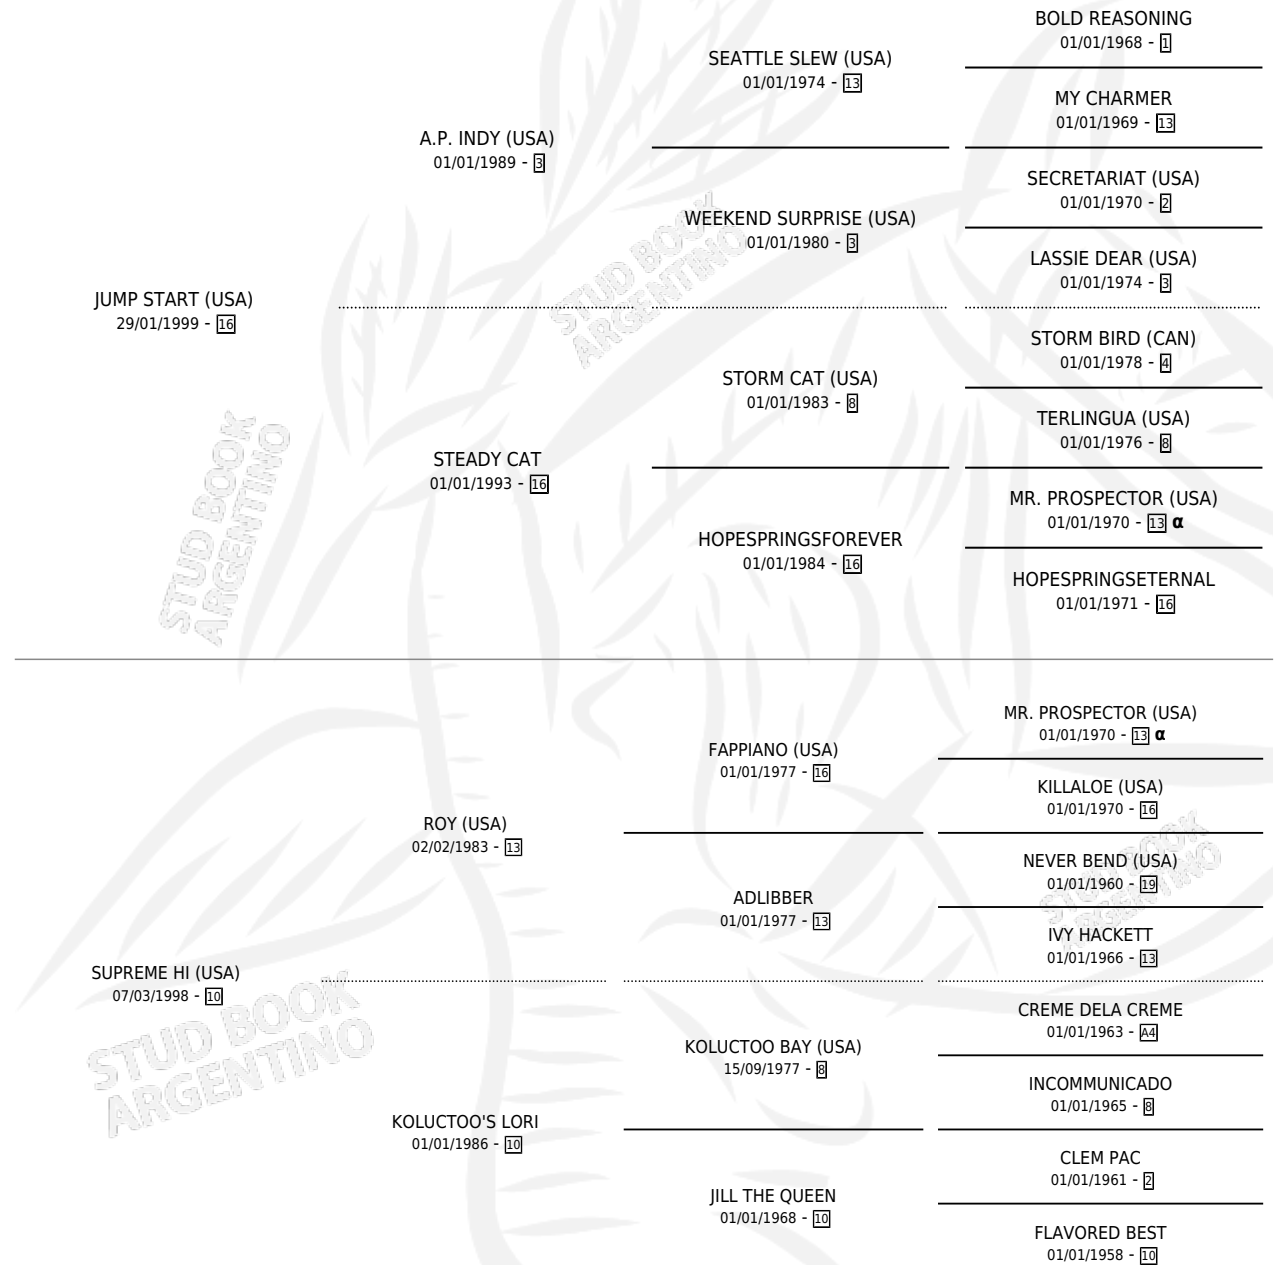 BOLD REASONING
01/01/1968 - 1
SEATTLE SLEW (USA)
01/01/1974 - 13
MY CHARMER
01/01/1969 - 13
A.P. INDY (USA)
01/01/1989 - 3
SECRETARIAT (USA)
01/01/1970 - 2
WEEKEND SURPRISE (USA)
01/01/1980 - 3
LASSIE DEAR (USA)
01/01/1974 - 3
JUMP START (USA)
29/01/1999 - 16
STORM BIRD (CAN)
01/01/1978 - 4
STORM CAT (USA)
01/01/1983 - 8
TERLINGUA (USA)
01/01/1976 - 8
STEADY CAT
01/01/1993 - 16
MR. PROSPECTOR (USA)
01/01/1970 - 13 α
HOPESPRINGSFOREVER
01/01/1984 - 16
HOPESPRINGSETERNAL
01/01/1971 - 16
MR. PROSPECTOR (USA)
01/01/1970 - 13 α
FAPPIANO (USA)
01/01/1977 - 16
KILLALOE (USA)
01/01/1970 - 16
ROY (USA)
02/02/1983 - 13
NEVER BEND (USA)
01/01/1960 - 19
ADLIBBER
01/01/1977 - 13
IVY HACKETT
01/01/1966 - 13
SUPREME HI (USA)
07/03/1998 - 10
CREME DELA CREME
01/01/1963 - A4
KOLUCTOO BAY (USA)
15/09/1977 - 8
INCOMMUNICADO
01/01/1965 - 8
KOLUCTOO'S LORI
01/01/1986 - 10
CLEM PAC
01/01/1961 - 2
JILL THE QUEEN
01/01/1968 - 10
FLAVORED BEST
01/01/1958 - 10
STUD BOOK
ARGENTINO
STUD BOOK
ARGENTINO
STUD BOOK
ARGENTINO
STUD BOOK
ARGENTINO